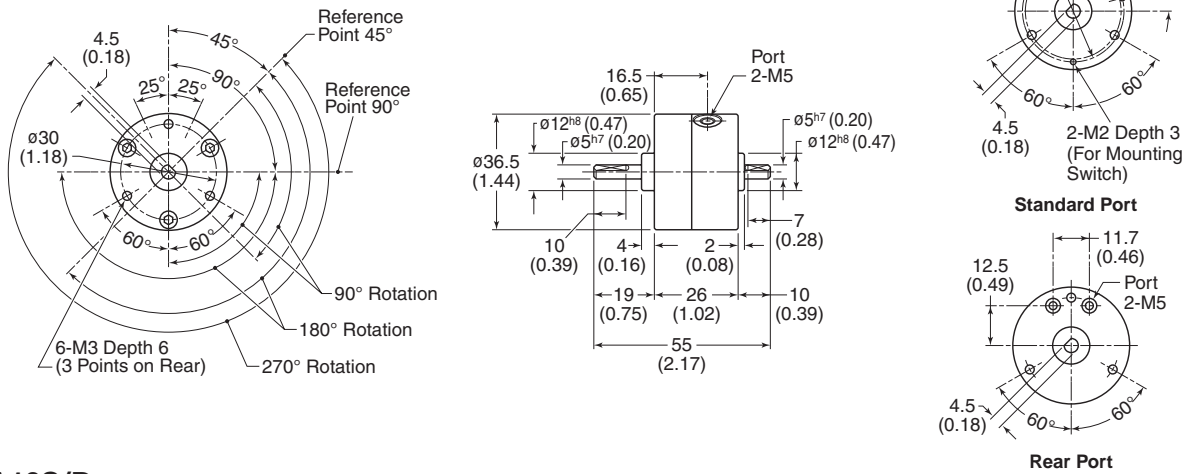 Reference
Point 45°
4.5
(0.18)
45°
90°
25°
25°
Reference
Point 90°
ø30
(1.18)
60°
60°
90° Rotation
180° Rotation
6-M3 Depth 6
(3 Points on Rear)
270° Rotation
Port
2-M5
16.5
(0.65)
ø12h8 (0.47)
ø5h7 (0.20)
ø5h7 (0.20)
ø12h8 (0.47)
ø36.5
(1.44)
10
(0.39)
4
(0.16)
2
(0.08)
7
(0.28)
19
(0.75)
26
(1.02)
10
(0.39)
55
(2.17)
60°
60°
4.5
(0.18)
2-M2 Depth 3
(For Mounting
Switch)
Standard Port
11.7
(0.46)
12.5
(0.49)
Port
2-M5
4.5
(0.18)
60°
60°
Rear Port